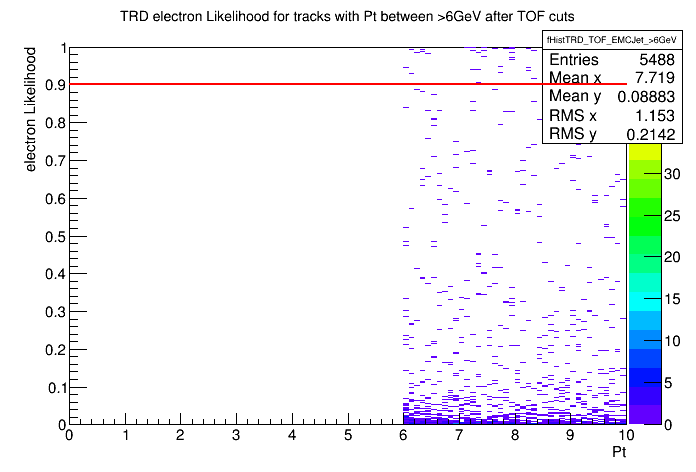 TRD electron Likelihood for tracks with Pt between >6GeV after TOF cuts
fHistTRD_TOF_EMCJet_>6GeV
Entries 5488
Mean x 7.719
Mean y 0.08883
RMS x 1.153
RMS y 0.2142
electron Likelihood
1
0.9
0.8
0.7
0.6
0.5
0.4
0.3
0.2
0.1
0
0 1 2 3 4 5 6 7 8 9 10
Pt
30
25
20
15
10
5
0